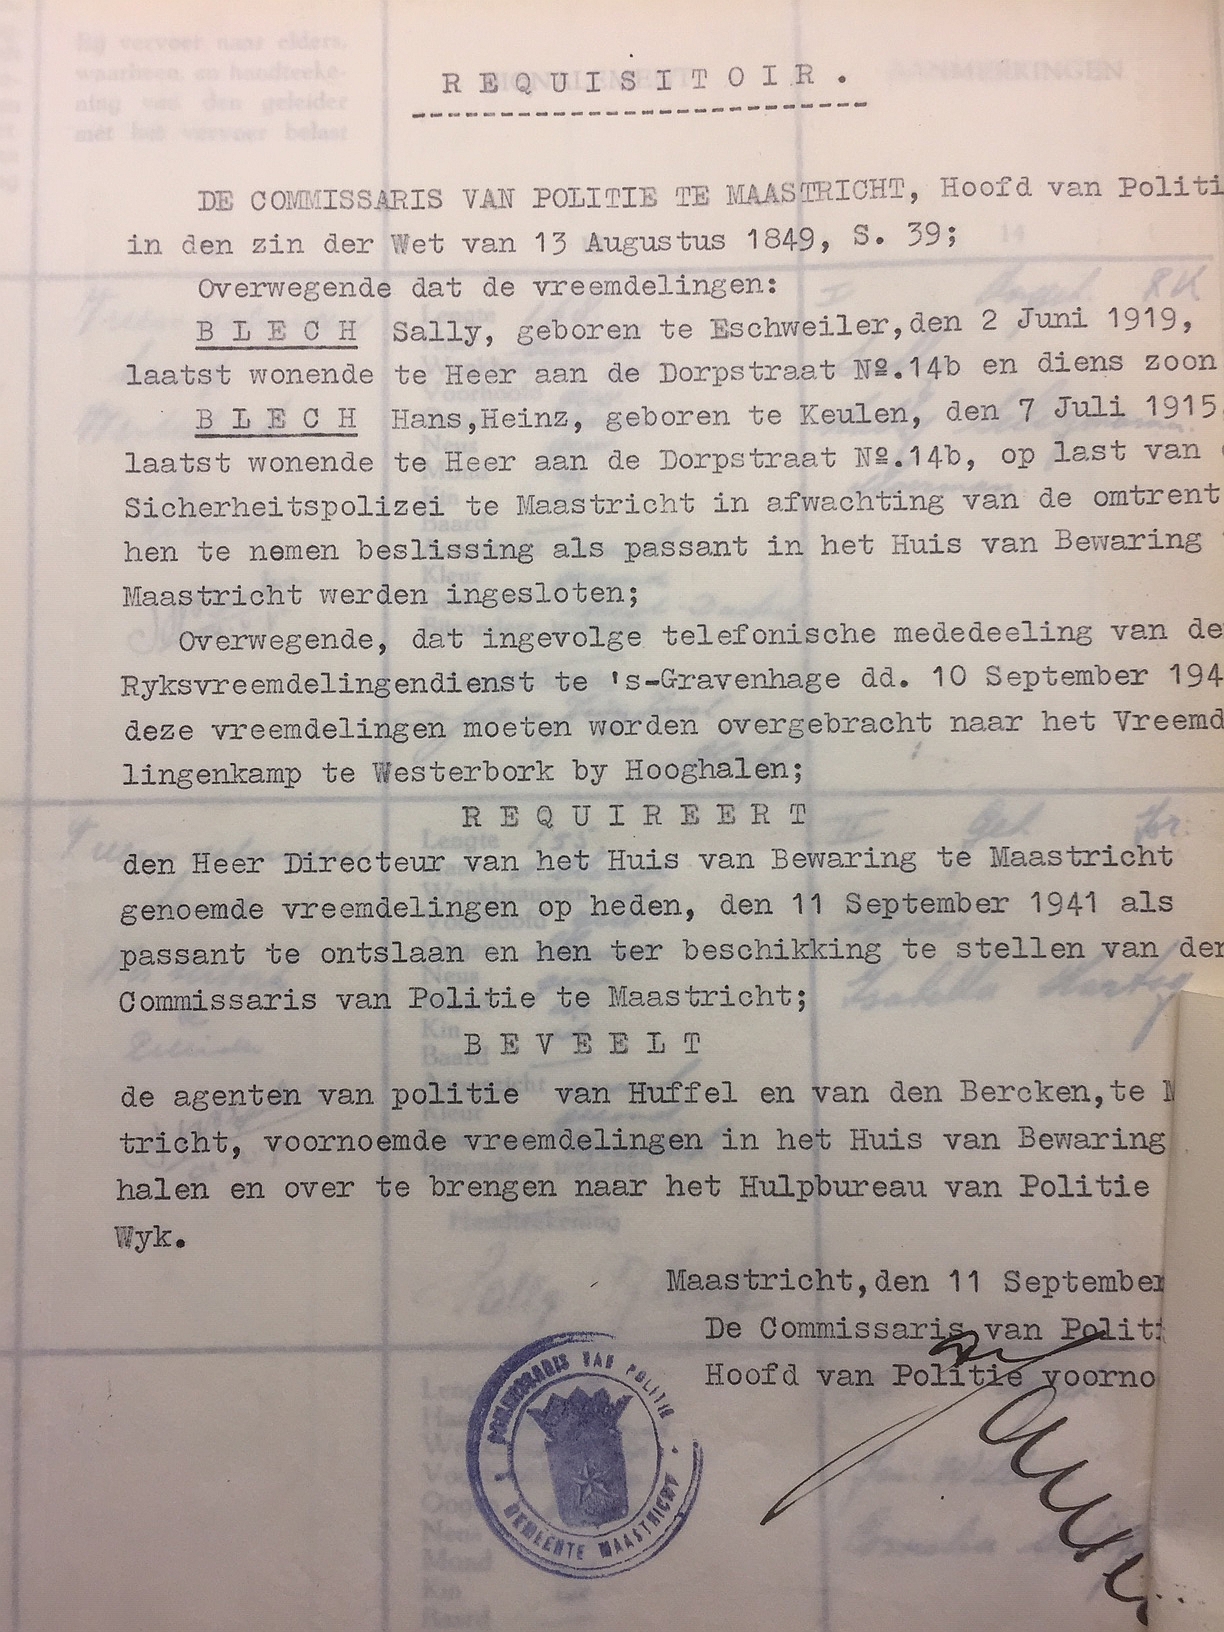 REQUISITOIR.
DE COMMISSARIS VAN POLITIE TE MAASTRICHT, Hoofd van Politi
in den zin der Wet van 13 Augustus 1849, S. 39;
Overwegende dat de vreemdelingen:
BLECH Sally, geboren te Eschweiler,den 2 Juni 1919,
laatst wonende te Heer aan de Dorpstraat Nº.14b en diens zoon
BLECH Hans,Heinz, geboren te Keulen, den 7 Juli 1915
laatst wonende te Heer aan de Dorpstraat Nº.14b, op last van
Sicherheitspolizei te Maastricht in afwachting van de omtrent
hen te nemen beslissing als passant in het Huis van Bewaring
Maastricht werden ingesloten;
Overwegende, dat ingevolge telefonische mededeeling van de
Ryksvreemdelingendienst te 's-Gravenhage dd. 10 September 194
deze vreemdelingen moeten worden overgebracht naar het Vreemd
lingenkamp te Westerbork by Hooghalen;
REQUIREERT
den Heer Directeur van het Huis van Bewaring te Maastricht
genoemde vreemdelingen op heden, den 11 September 1941 als
passant te ontslaan en hen ter beschikking te stellen van den
Commissaris van Politie te Maastricht;
BEVEELT
de agenten van politie van Huffel en van den Bercken,te M
tricht, voornoemde vreemdelingen in het Huis van Bewaring
halen en over te brengen naar het Hulpbureau van Politie
Wyk.
Maastricht,den 11 September
De Commissaris van Politi
Hoofd van Politie voorno
COMMISSARIS VAN POLITIE
GEMEENTE MAASTRICHT